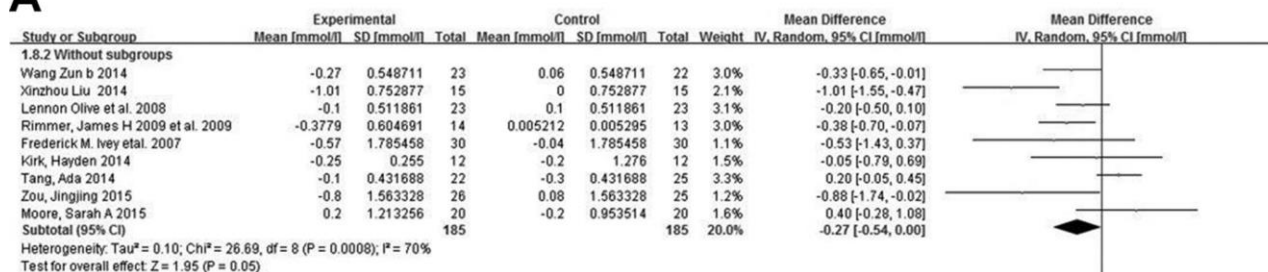 A
Experimental Control Mean Difference Mean Difference
Study or Subgroup Mean [mmol/l] SD [mmol/l] Total Mean [mmol/l] SD [mmol/l] Total Weight IV, Random, 95% CI [mmol/l] IV, Random, 95% CI [mmol/l]
1.8.2 Without subgroups
Wang Zun b 2014 -0.27 0.548711 23 0.06 0.548711 22 3.0% -0.33 [-0.65, -0.01]
Xinzhou Liu 2014 -1.01 0.752877 15 0 0.752877 15 2.1% -1.01 [-1.55, -0.47]
Lennon Olive et al. 2008 -0.1 0.511861 23 0.1 0.511861 23 3.1% -0.20 [-0.50, 0.10]
Rimmer, James H 2009 et al. 2009 -0.3779 0.604691 14 0.005212 0.005295 13 3.0% -0.38 [-0.70, -0.07]
Frederick M. Ivey etal. 2007 -0.57 1.785458 30 -0.04 1.785458 30 1.1% -0.53 [-1.43, 0.37]
Kirk, Hayden 2014 -0.25 0.255 12 -0.2 1.276 12 1.5% -0.05 [-0.79, 0.69]
Tang, Ada 2014 -0.1 0.431688 22 -0.3 0.431688 25 3.3% 0.20 [-0.05, 0.45]
Zou, Jingjing 2015 -0.8 1.563328 26 0.08 1.563328 25 1.2% -0.88 [-1.74, -0.02]
Moore, Sarah A 2015 0.2 1.213256 20 -0.2 0.953514 20 1.6% 0.40 [-0.28, 1.08]
Subtotal (95% CI) 185 185 20.0% -0.27 [-0.54, 0.00]
Heterogeneity: Tau² = 0.10; Chi² = 26.69, df = 8 (P = 0.0008); I² = 70%
Test for overall effect: Z = 1.95 (P = 0.05)